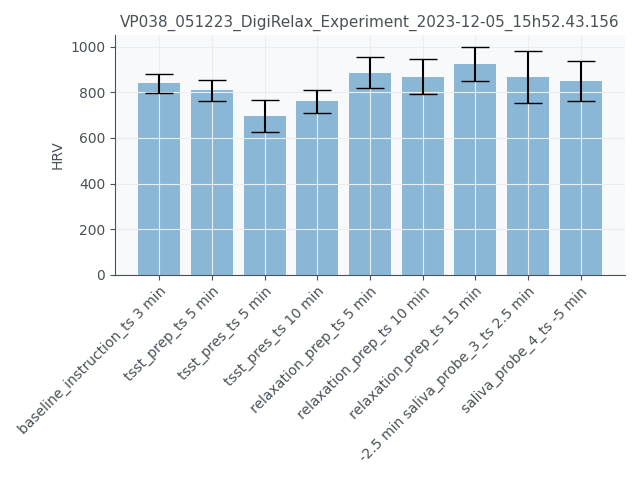 VP038_051223_DigiRelax_Experiment_2023-12-05_15h52.43.156
HRV
1000
800
600
400
200
0
baseline_instruction_ts 3 min
tsst_prep_ts 5 min
tsst_pres_ts 5 min
tsst_pres_ts 10 min
relaxation_prep_ts 5 min
relaxation_prep_ts 10 min
relaxation_prep_ts 15 min
-2.5 min saliva_probe_3_ts 2.5 min
saliva_probe_4_ts -5 min